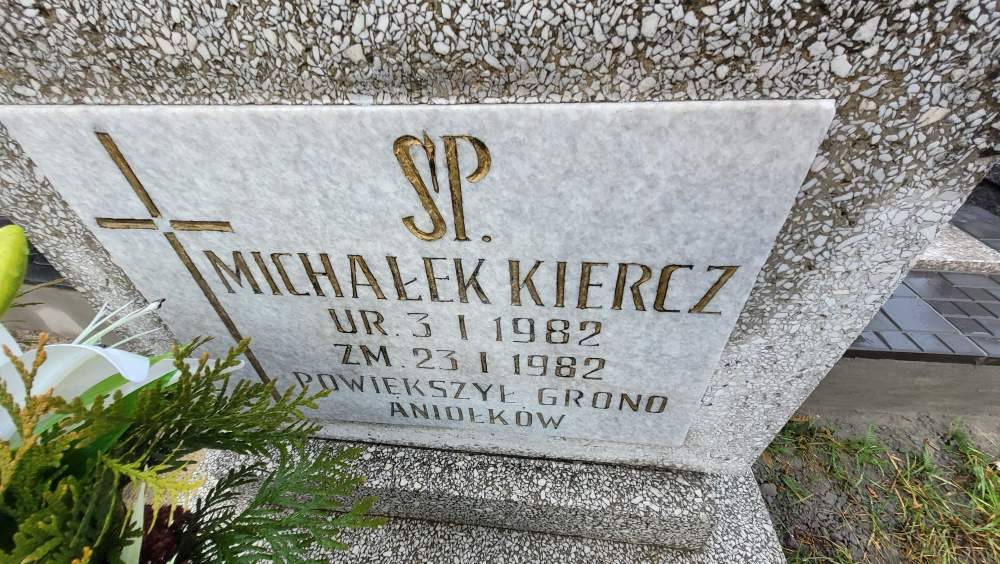 ŚP.
MICHAŁEK KIERCZ
UR. 3 I 1982
ZM. 23 I 1982
POWIĘKSZYŁ GRONO
ANIOŁKÓW